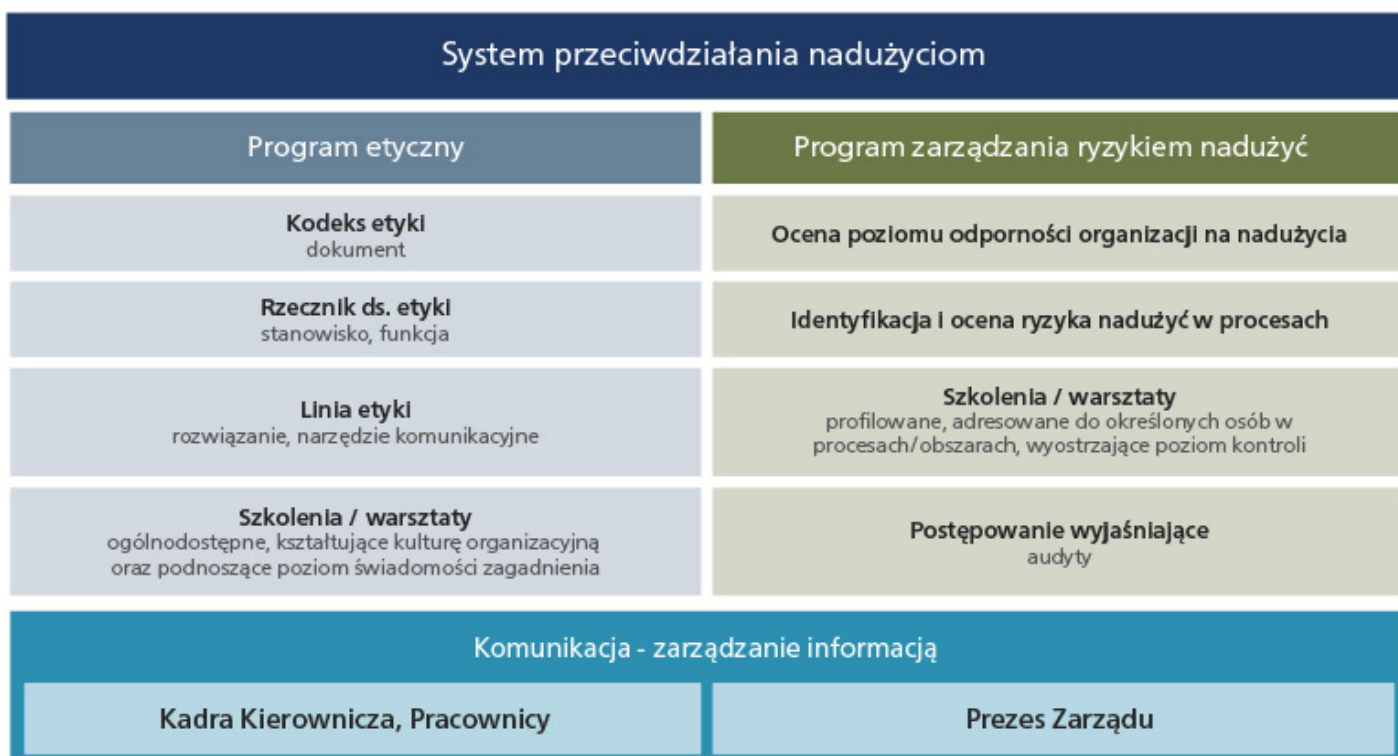 System przeciwdziałania nadużyciom
Program etyczny
Kodeks etyki
dokument
Rzecznik ds. etyki
stanowisko, funkcja
Linia etyki
rozwiązanie, narzędzie komunikacyjne
Szkolenia / warsztaty
ogólnodostępne, kształtujące kulturę organizacyjną
oraz podnoszące poziom świadomości zagadnienia
Program zarządzania ryzykiem nadużyć
Ocena poziomu odporności organizacji na nadużycia
Identyfikacja i ocena ryzyka nadużyć w procesach
Szkolenia / warsztaty
profilowane, adresowane do określonych osób w
procesach/obszarach, wyostrzające poziom kontroli
Postępowanie wyjaśniające
audyty
Komunikacja - zarządzanie informacją
Kadra Kierownicza, Pracownicy
Prezes Zarządu